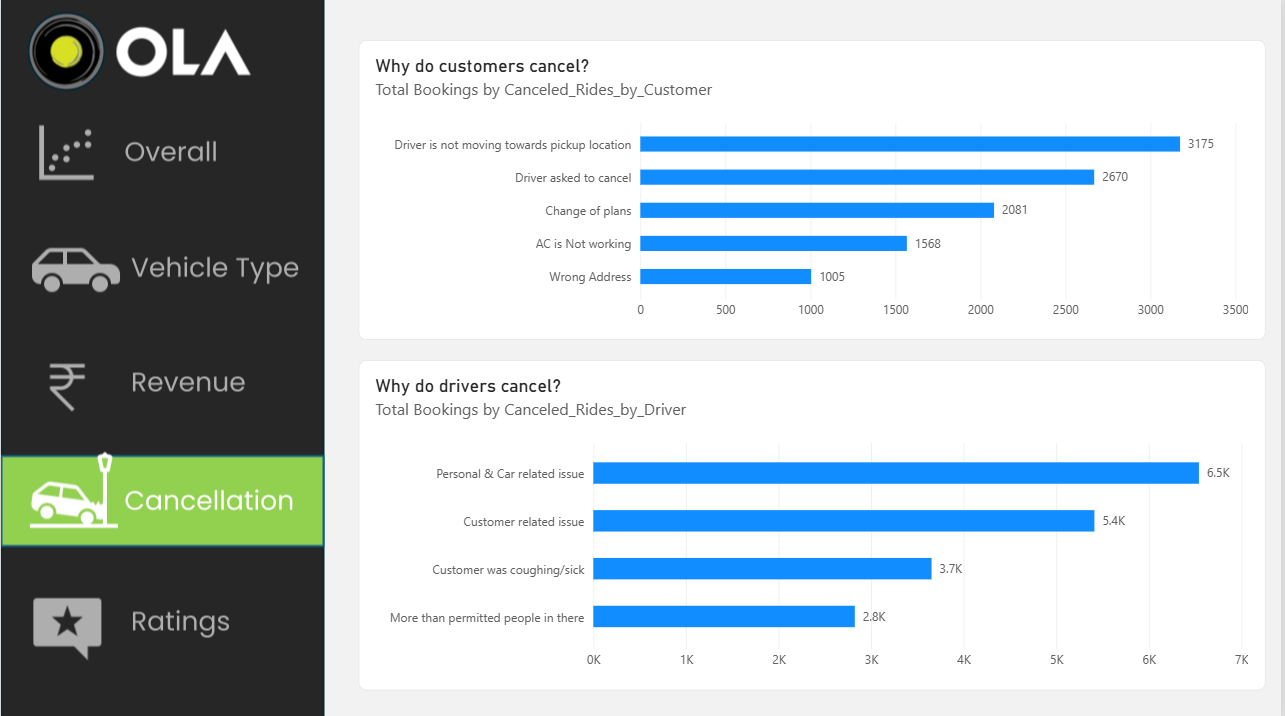 OLA
Overall
Vehicle Type
Revenue
Cancellation
Ratings
Why do customers cancel?
Total Bookings by Canceled_Rides_by_Customer
Driver is not moving towards pickup location 3175
Driver asked to cancel 2670
Change of plans 2081
AC is Not working 1568
Wrong Address 1005
0 500 1000 1500 2000 2500 3000 3500
Why do drivers cancel?
Total Bookings by Canceled_Rides_by_Driver
Personal & Car related issue 6.5K
Customer related issue 5.4K
Customer was coughing/sick 3.7K
More than permitted people in there 2.8K
0K 1K 2K 3K 4K 5K 6K 7K